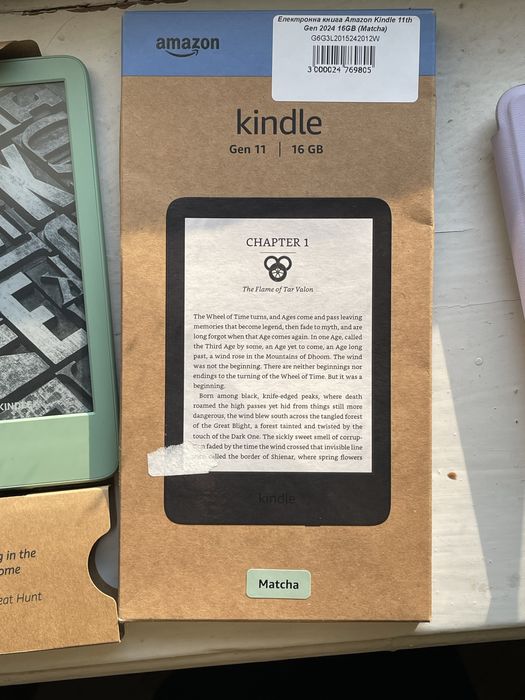 Електронна книга Amazon Kindle 11th
Gen 2024 16GB (Matcha)
G6G3L2015242012W
3 000024 769805
amazon
kindle
Gen 11 | 16 GB
CHAPTER 1
The Flame of Tar Valon
The Wheel of Time turns, and Ages come and pass leaving
memories that become legend, then fade to myth, and are
long forgot when that Age comes again. In one Age, called
the Third Age by some, an Age yet to come, an Age long
past, a wind rose in the Mountains of Dhoom. The wind
was not the beginning. There are neither beginnings nor
endings to the turning of the Wheel of Time. But it was a
beginning.
Born among black, knife-edged peaks, where death
roamed the high passes yet hid from things still more
dangerous, the wind blew south across the tangled forest
of the Great Blight, a forest tainted and twisted by the
touch of the Dark One. The sickly sweet smell of corrup-
faded by the time the wind crossed that invisible line
called the border of Shienar, where spring flowers
kindle
Matcha
KINDLE
g in the
ome
eat Hunt